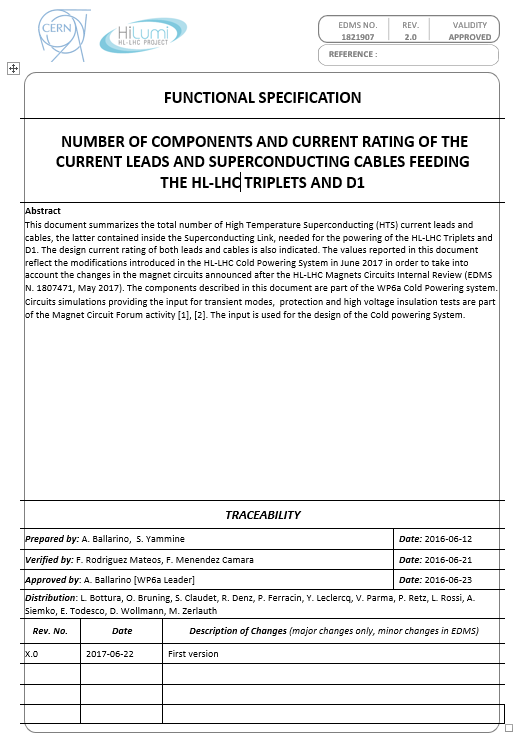 CERN
HiLumi
HL-LHC PROJECT
EDMS NO. REV. VALIDITY
1821907 2.0 APPROVED
REFERENCE :
FUNCTIONAL SPECIFICATION
NUMBER OF COMPONENTS AND CURRENT RATING OF THE
CURRENT LEADS AND SUPERCONDUCTING CABLES FEEDING
THE HL-LHC TRIPLETS AND D1
Abstract
This document summarizes the total number of High Temperature Superconducting (HTS) current leads and
cables, the latter contained inside the Superconducting Link, needed for the powering of the HL-LHC Triplets and
D1. The design current rating of both leads and cables is also indicated. The values reported in this document
reflect the modifications introduced in the HL-LHC Cold Powering System in June 2017 in order to take into
account the changes in the magnet circuits announced after the HL-LHC Magnets Circuits Internal Review (EDMS
N. 1807471, May 2017). The components described in this document are part of the WP6a Cold Powering system.
Circuits simulations providing the input for transient modes, protection and high voltage insulation tests are part
of the Magnet Circuit Forum activity [1], [2]. The input is used for the design of the Cold powering System.
TRACEABILITY
Prepared by: A. Ballarino, S. Yammine Date: 2016-06-12
Verified by: F. Rodriguez Mateos, F. Menendez Camara Date: 2016-06-21
Approved by: A. Ballarino [WP6a Leader] Date: 2016-06-23
Distribution: L. Bottura, O. Bruning, S. Claudet, R. Denz, P. Ferracin, Y. Leclercq, V. Parma, P. Retz, L. Rossi, A.
Siemko, E. Todesco, D. Wollmann, M. Zerlauth
Rev. No. Date Description of Changes (major changes only, minor changes in EDMS)
X.0 2017-06-22 First version